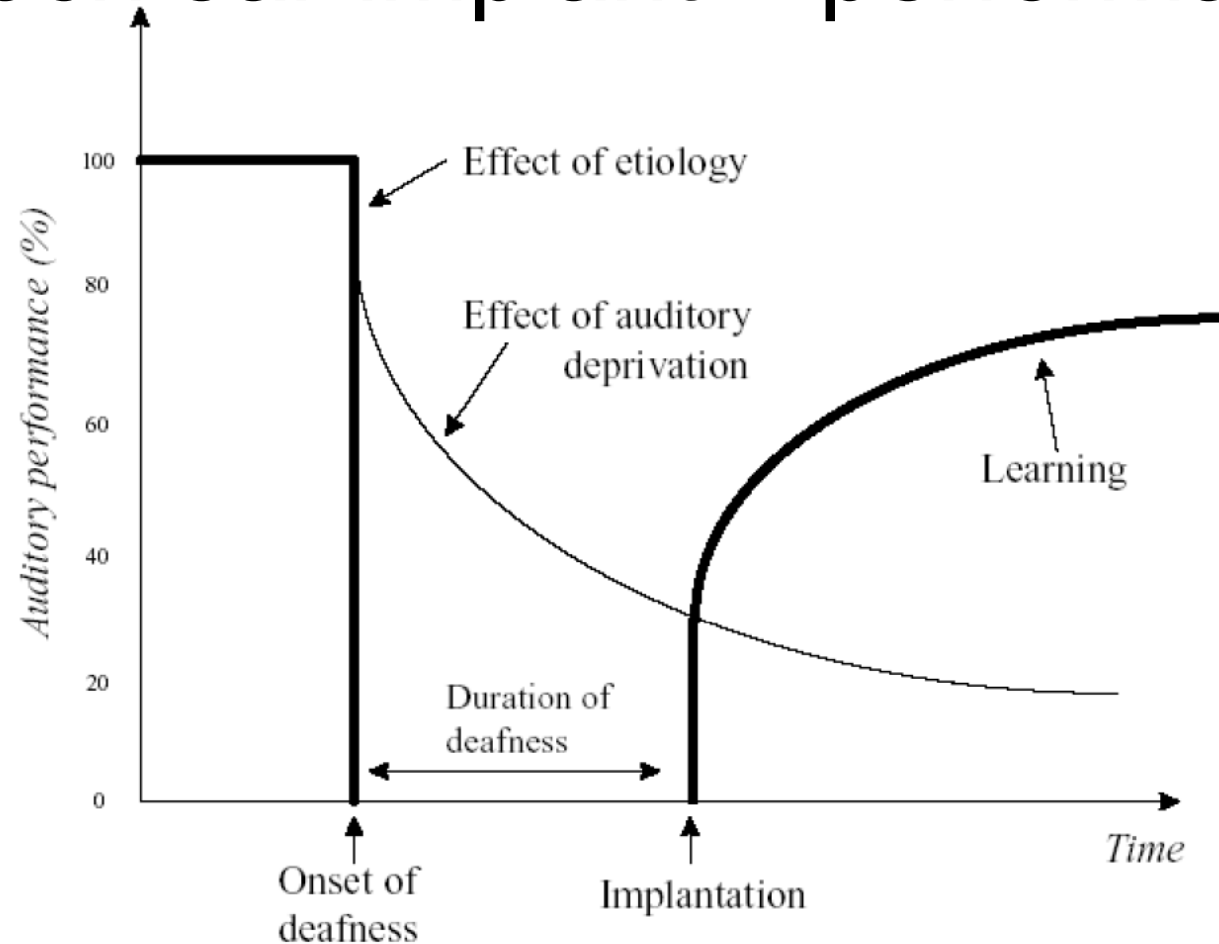 100
Effect of etiology
80
Effect of auditory
deprivation
60
Learning
40
20
Duration of
deafness
0
Auditory performance (%)
Time
Onset of
deafness
Implantation